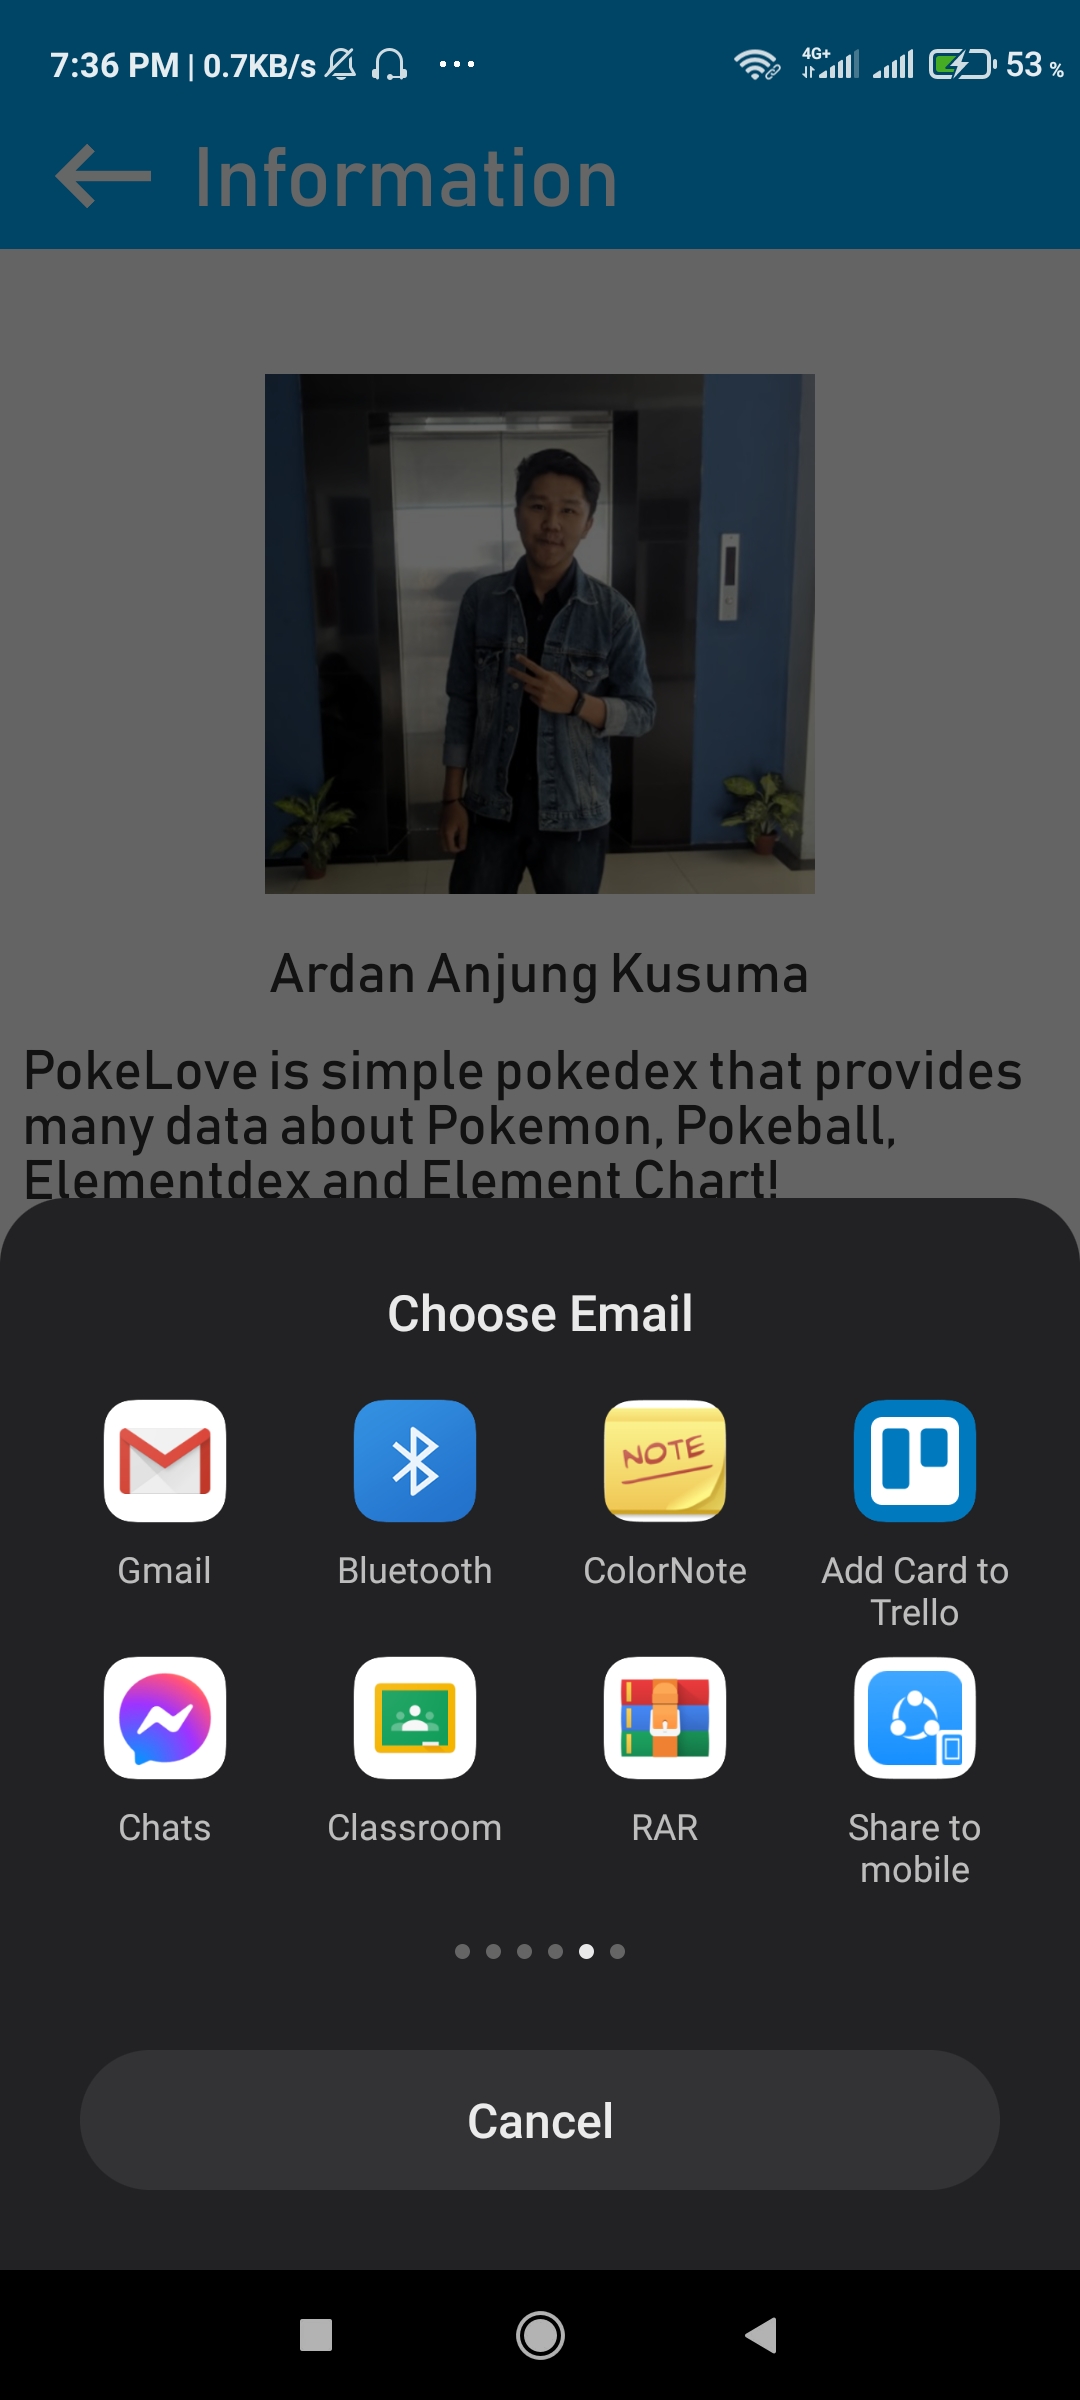 7:36 PM | 0.7KB/s ... 4G+ 53 %
Information
Ardan Anjung Kusuma
PokeLove is simple pokedex that provides
many data about Pokemon, Pokeball,
Elementdex and Element Chart!
Choose Email
NOTE
Gmail Bluetooth ColorNote Add Card to
Trello
Chats Classroom RAR Share to
mobile
Cancel